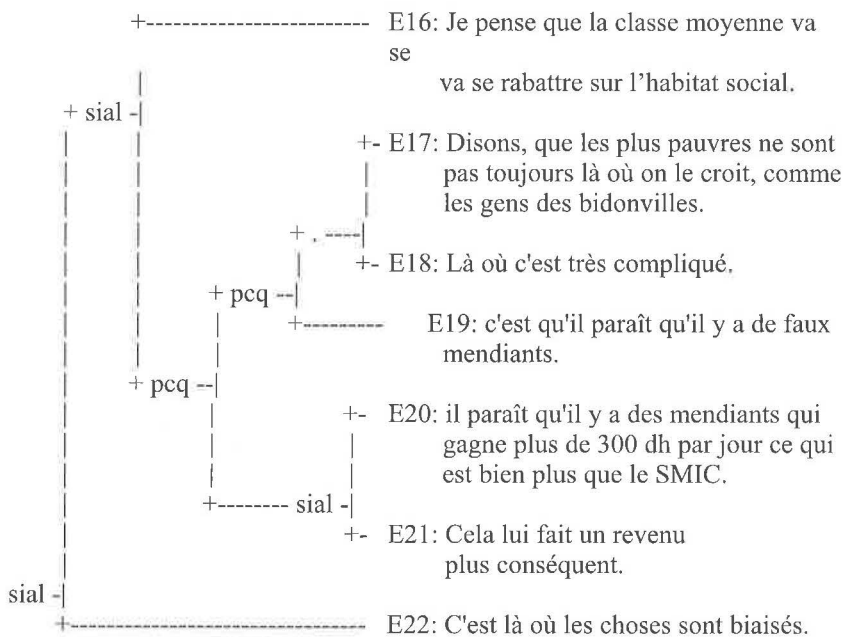 E16: Je pense que la classe moyenne va
se
va se rabattre sur l'habitat social.
+ sial -|
+- E17: Disons, que les plus pauvres ne sont
pas toujours là où on le croit, comme
les gens des bidonvilles.
+ . ----|
+- E18: Là où c'est très compliqué.
+ pcq --|
E19: c'est qu'il paraît qu'il y a de faux
mendiants.
+ pcq --|
+- E20: il paraît qu'il y a des mendiants qui
gagne plus de 300 dh par jour ce qui
est bien plus que le SMIC.
+------- sial -|
+- E21: Cela lui fait un revenu
plus conséquent.
sial -|
E22: C'est là où les choses sont biaisés.